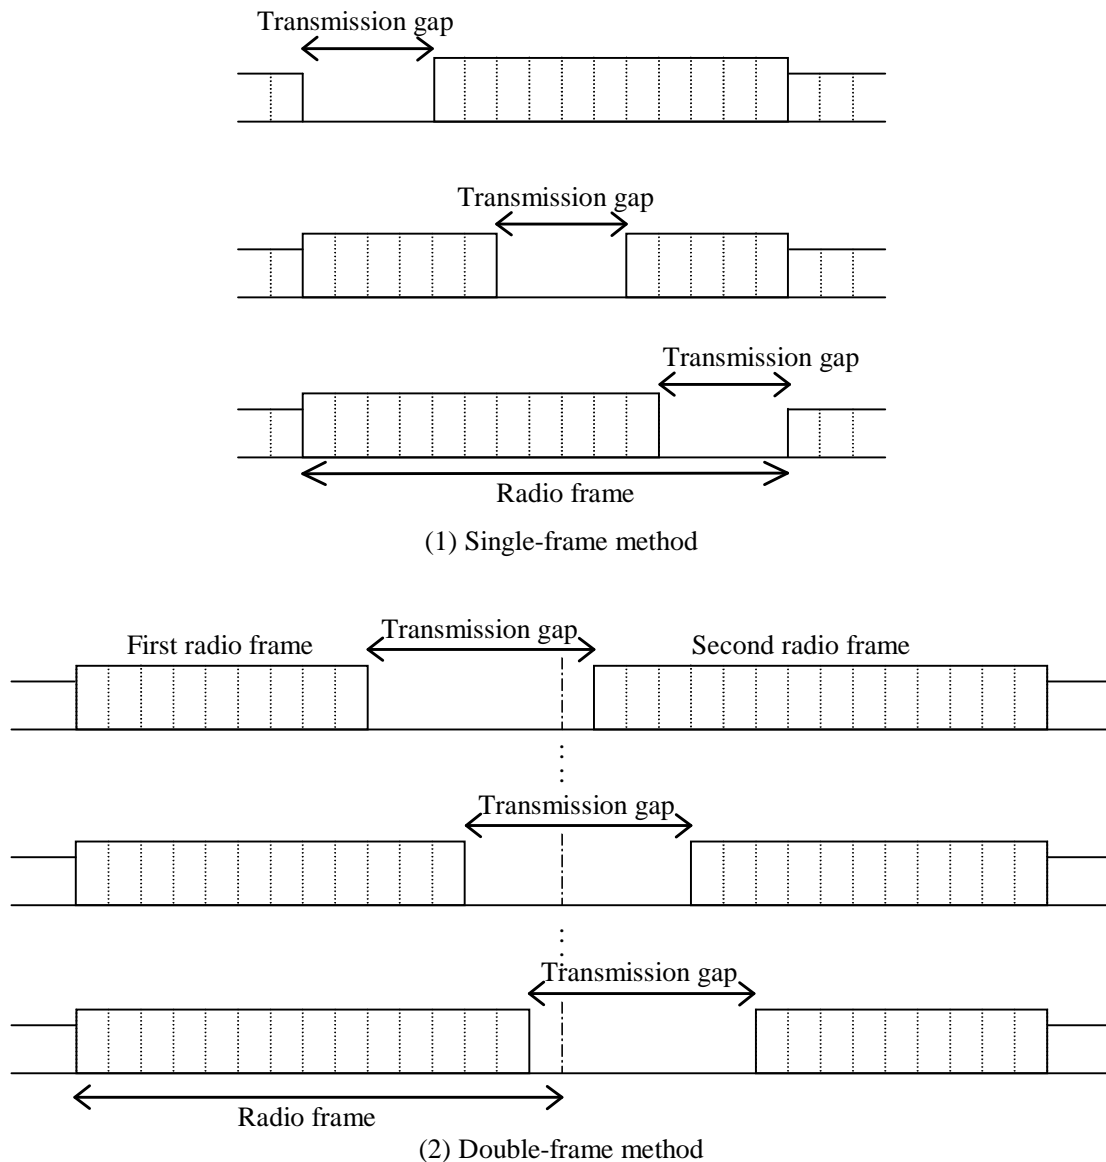 Transmission gap
Transmission gap
Transmission gap
Radio frame
(1) Single-frame method
First radio frame
Transmission gap
Second radio frame
Transmission gap
Transmission gap
Radio frame
(2) Double-frame method